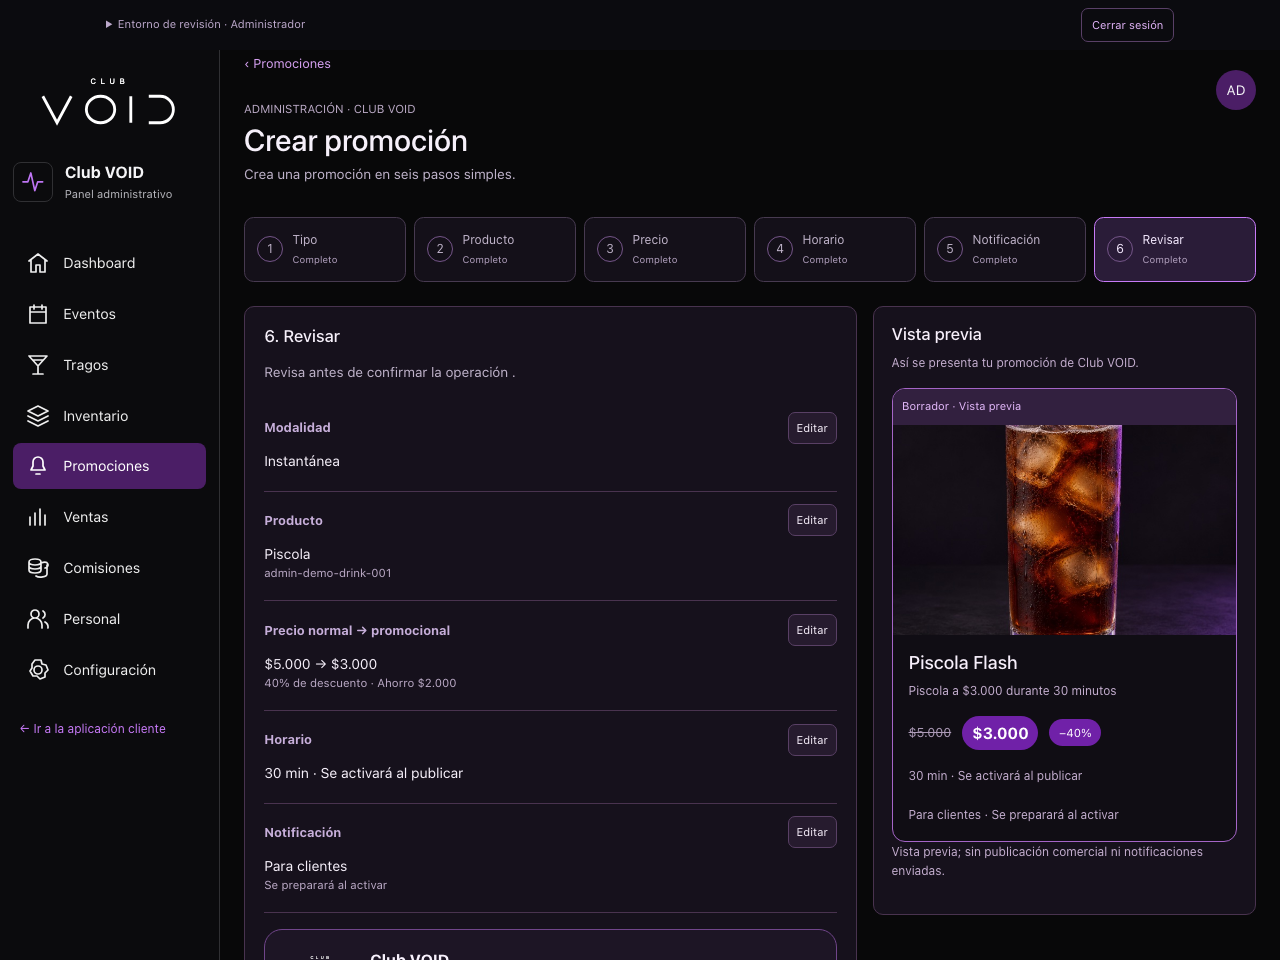 ▶ Entorno de revisión · Administrador
Cerrar sesión
CLUB
VOID
Club VOID
Panel administrativo
Dashboard
Eventos
Tragos
Inventario
Promociones
Ventas
Comisiones
Personal
Configuración
← Ir a la aplicación cliente
‹ Promociones
AD
ADMINISTRACIÓN · CLUB VOID
Crear promoción
Crea una promoción en seis pasos simples.
1 Tipo
Completo
2 Producto
Completo
3 Precio
Completo
4 Horario
Completo
5 Notificación
Completo
6 Revisar
Completo
6. Revisar
Revisa antes de confirmar la operación .
Modalidad
Editar
Instantánea
Producto
Editar
Piscola
admin-demo-drink-001
Precio normal → promocional
Editar
$5.000 → $3.000
40% de descuento · Ahorro $2.000
Horario
Editar
30 min · Se activará al publicar
Notificación
Editar
Para clientes
Se preparará al activar
CLUB
Club VOID
Vista previa
Así se presenta tu promoción de Club VOID.
Borrador · Vista previa
Piscola Flash
Piscola a $3.000 durante 30 minutos
$5.000 $3.000 −40%
30 min · Se activará al publicar
Para clientes · Se preparará al activar
Vista previa; sin publicación comercial ni notificaciones
enviadas.